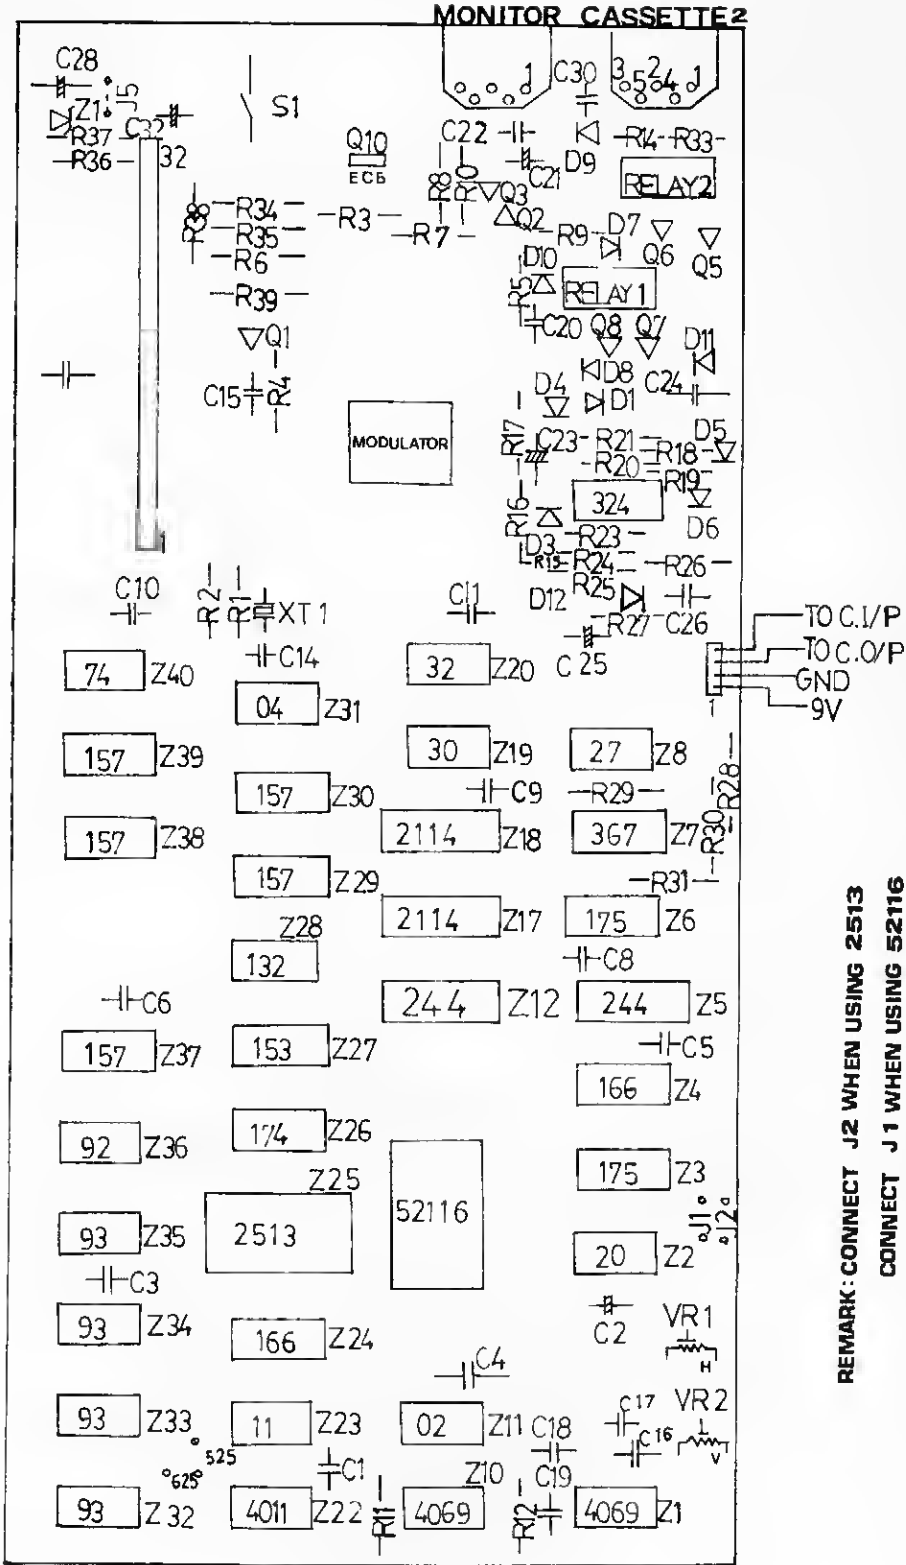 MONITOR CASSETTE2
C28
Z1
J5
S1
1
C30
3 5 2 4 1
R37
C32
32
R36
Q10
ECB
C22
C21
D9
R14
R33
RELAY2
R8
R10
Q3
Q2
R38
R34
R3
R35
R7
R6
R39
R9
D7
Q6
Q5
D10
R5
RELAY1
C20
Q8
Q7
D11
Q1
C15
R4
D8
C24
D4
D1
MODULATOR
R17
C23
R21
D5
R18
R20
R19
324
R16
D6
D3
R23
R15
R24
R26
1
C10
R2
R1
XT1
C11
D12
R25
R27
C26
C25
TO C.I/P
TO C.O/P
GND
9V
1
74 Z40
C14
32 Z20
04 Z31
157 Z39
30 Z19
27 Z8
157 Z30
C9
R29
R28
157 Z38
2114 Z18
367 Z7
R30
157 Z29
R31
2114 Z17
175 Z6
Z28
132
C8
C6
244 Z12
244 Z5
157 Z37
153 Z27
C5
166 Z4
92 Z36
174 Z26
Z25
2513
52116
175 Z3
J1
J2
93 Z35
20 Z2
C3
93 Z34
166 Z24
C2
VR1
H
C4
93 Z33
11 Z23
02 Z11
C18
C17
C16
VR2
V
525
625
C1
Z10
C19
93 Z32
4011 Z22
R11
4069
R12
4069 Z1
REMARK: CONNECT J2 WHEN USING 2513
CONNECT J1 WHEN USING 52116